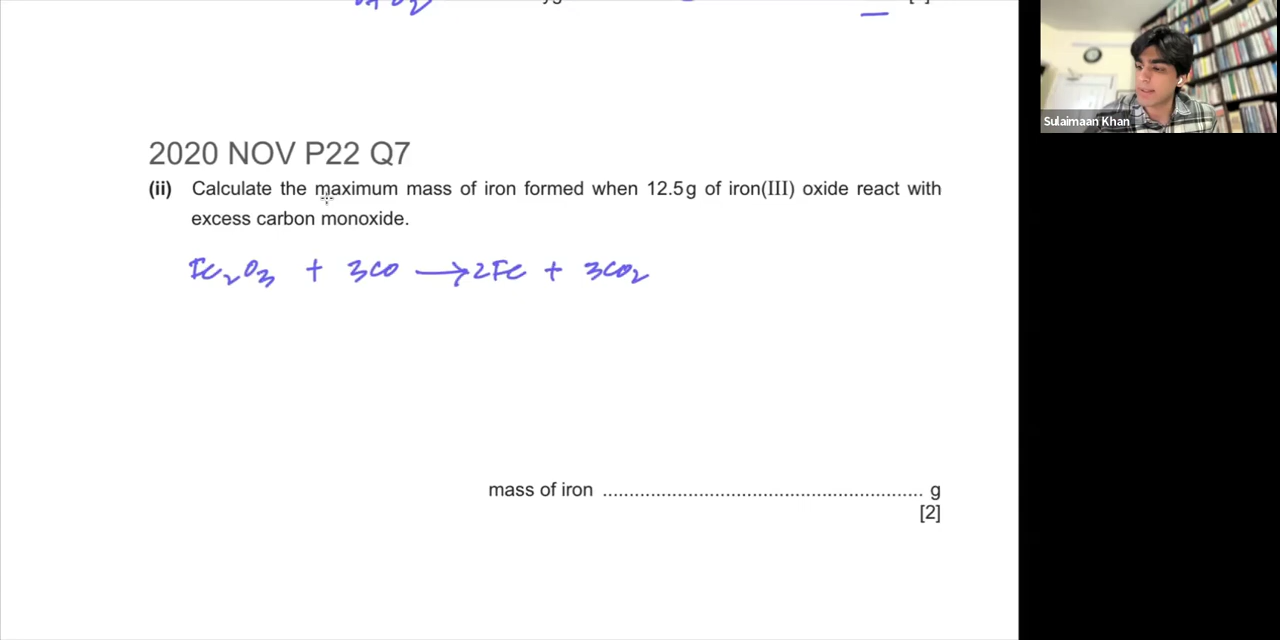 2020 NOV P22 Q7
(ii) Calculate the maximum mass of iron formed when 12.5 g of iron(III) oxide react with
excess carbon monoxide.
Fe2O3 + 3CO → 2Fe + 3CO2
mass of iron .............................................................. g
[2]
Sulaimaan Khan